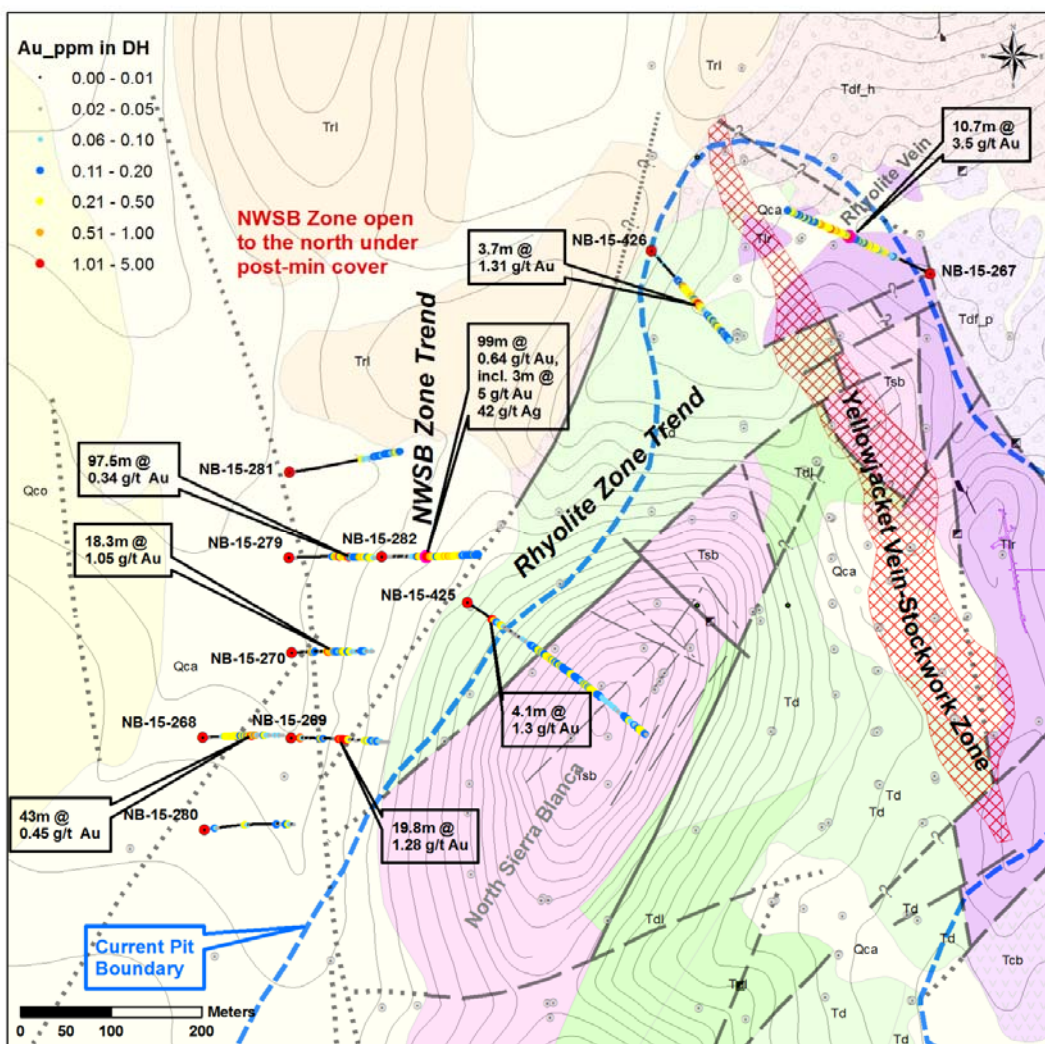 Au_ppm in DH
0.00 - 0.01
0.02 - 0.05
0.06 - 0.10
0.11 - 0.20
0.21 - 0.50
0.51 - 1.00
1.01 - 5.00
N
Trl
Trl
Tdf_h
10.7m @
3.5 g/t Au
Rhyolite Vein
NWSB Zone open
to the north under
post-min cover
Qca
Tlr
NB-15-426
NB-15-267
3.7m @
1.31 g/t Au
Tdf_p
Trl
99m @
0.64 g/t Au,
incl. 3m @
5 g/t Au
42 g/t Ag
NWSB Zone Trend
Tsb
Rhyolite Zone Trend
Yellowjacket Vein-Stockwork Zone
97.5m @
0.34 g/t Au
NB-15-281
Qco
Tdl
18.3m @
1.05 g/t Au
NB-15-279
NB-15-282
Tsb
Qca
Tlr
NB-15-425
Qca
NB-15-270
Td
4.1m @
1.3 g/t Au
NB-15-268
NB-15-269
Tsb
43m @
0.45 g/t Au
NB-15-280
19.8m @
1.28 g/t Au
North Sierra Blanca
Td
Td
Td
Current Pit
Boundary
Tdl
Qca
Td
Td
Tcb
Td
Td
0 50 100 200 Meters